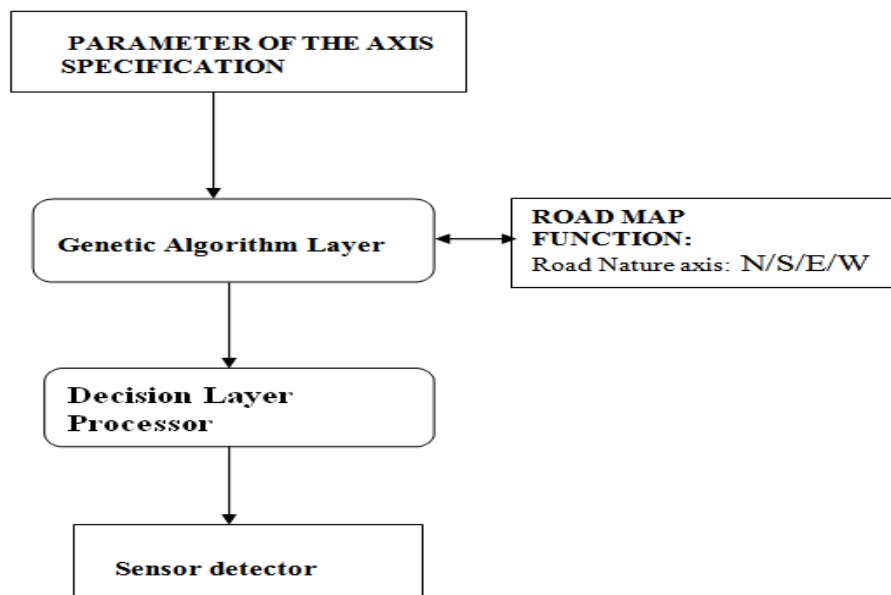 PARAMETER OF THE AXIS
SPECIFICATION
Genetic Algorithm Layer
ROAD MAP
FUNCTION:
Road Nature axis: N/S/E/W
Decision Layer
Processor
Sensor detector